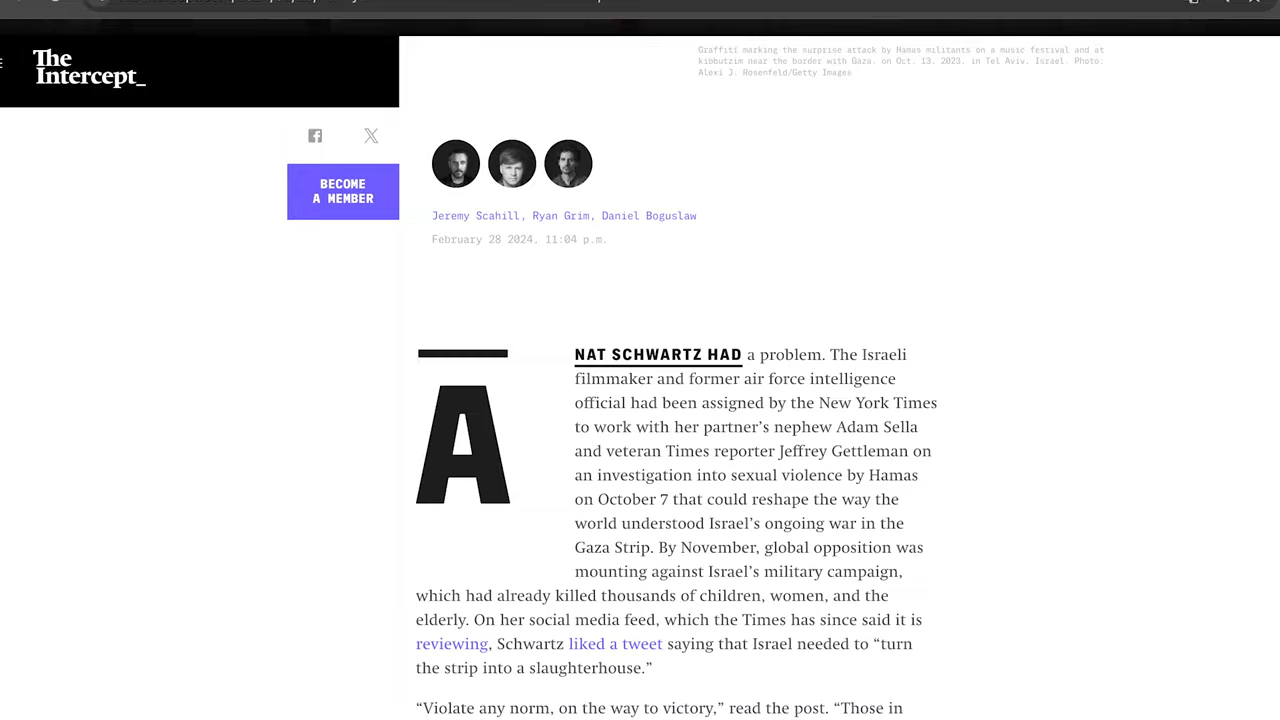 The
Intercept_
Graffiti marking the surprise attack by Hamas militants on a music festival and at
kibbutzim near the border with Gaza. on Oct. 13. 2023. in Tel Aviv. Israel. Photo:
Alexi J. Rosenfeld/Getty Images
BECOME
A MEMBER
Jeremy Scahill, Ryan Grim, Daniel Boguslaw
February 28 2024, 11:04 p.m.
A
NAT SCHWARTZ HAD a problem. The Israeli
filmmaker and former air force intelligence
official had been assigned by the New York Times
to work with her partner’s nephew Adam Sella
and veteran Times reporter Jeffrey Gettleman on
an investigation into sexual violence by Hamas
on October 7 that could reshape the way the
world understood Israel’s ongoing war in the
Gaza Strip. By November, global opposition was
mounting against Israel’s military campaign,
which had already killed thousands of children, women, and the
elderly. On her social media feed, which the Times has since said it is
reviewing, Schwartz liked a tweet saying that Israel needed to “turn
the strip into a slaughterhouse.”
“Violate any norm, on the way to victory,” read the post. “Those in